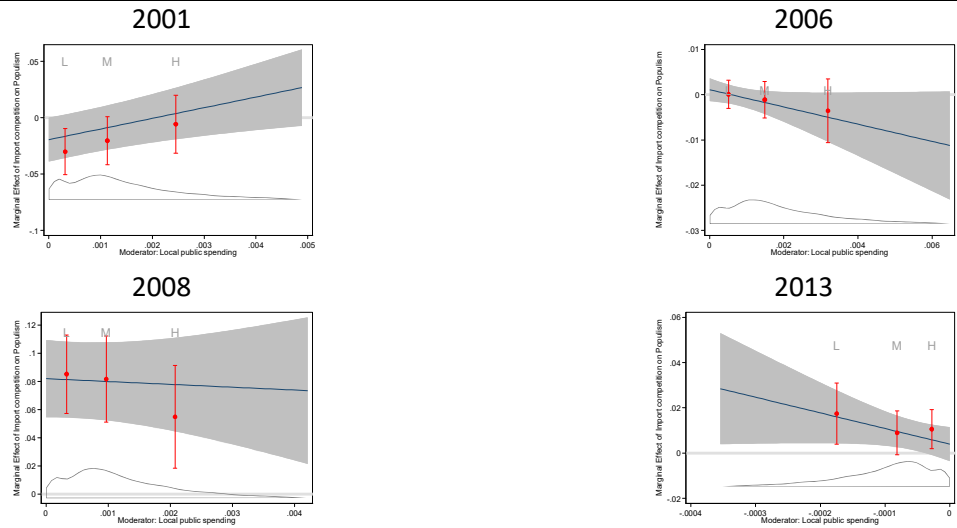 2001
Marginal Effect of Import competition on Populism
.05
0
-.05
-.1
L M H
0 .001 .002 .003 .004 .005
Moderator: Local public spending
2006
Marginal Effect of Import competition on Populism
.01
0
-.01
-.02
-.03
M H
0 .002 .004 .006
Moderator: Local public spending
2008
Marginal Effect of Import competition on Populism
.12
.1
.08
.06
.04
.02
0
L M H
0 .001 .002 .003 .004
Moderator: Local public spending
2013
Marginal Effect of Import competition on Populism
.06
.04
.02
0
-.02
L M H
-.0004 -.0003 -.0002 -.0001 0
Moderator: Local public spending